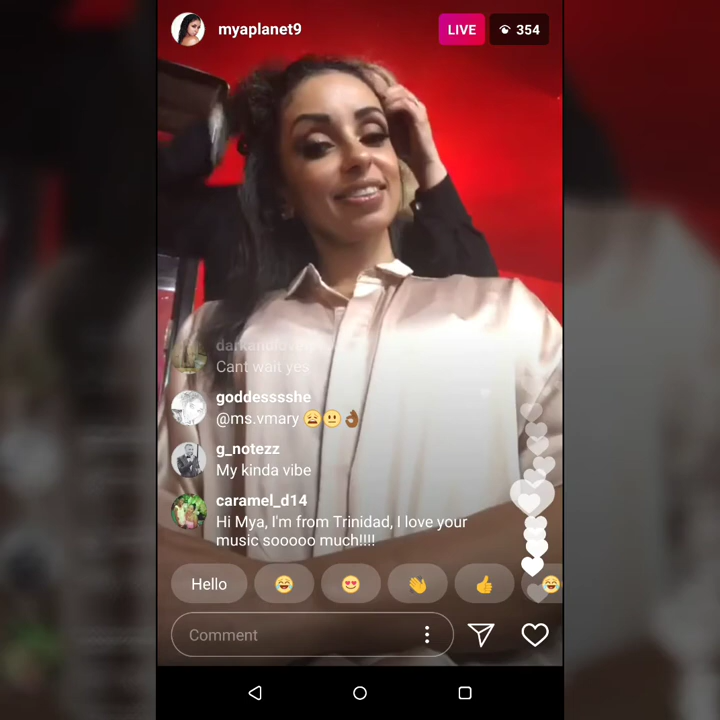 myaplanet9
LIVE
354
Cant wait yes
goddesssshe
@ms.vmary 😩😐👌🏾
g_notezz
My kinda vibe
caramel_d14
Hi Mya, I'm from Trinidad, I love your
music sooooo much!!!!
Hello 😄 😍 👋 👍 😄
Comment